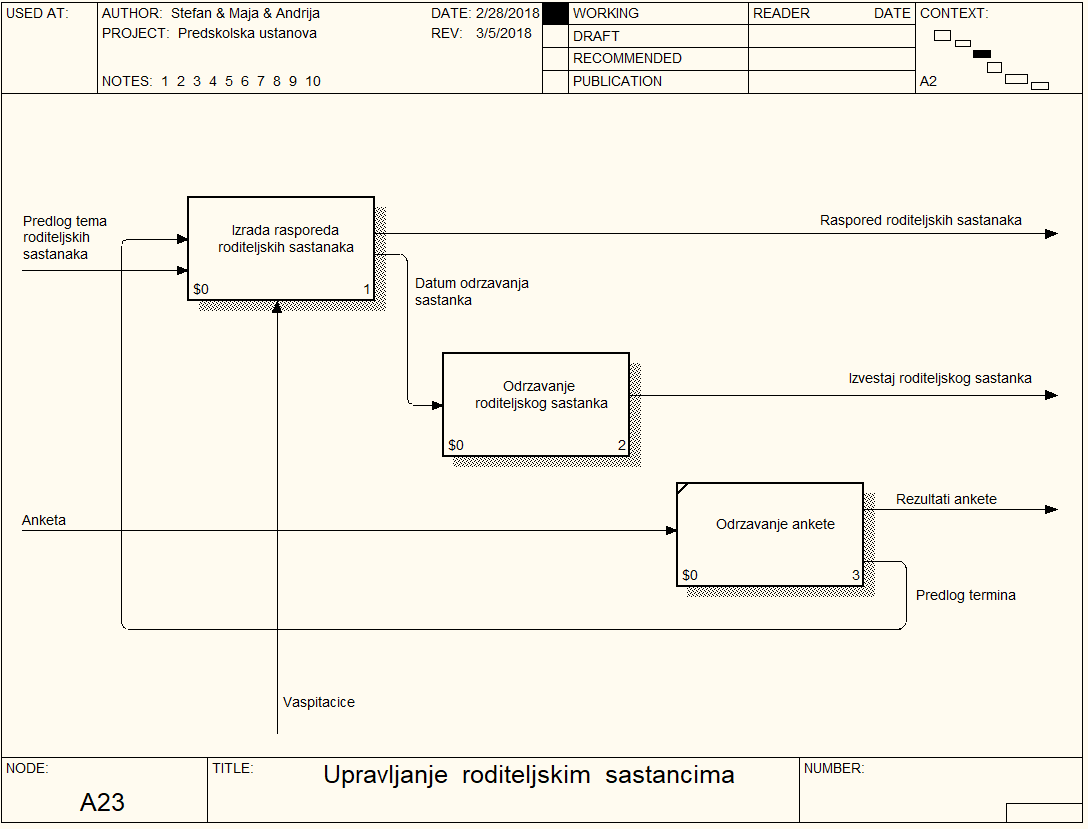 USED AT:
AUTHOR: Stefan & Maja & Andrija
DATE: 2/28/2018
PROJECT: Predskolska ustanova
REV: 3/5/2018
NOTES: 1 2 3 4 5 6 7 8 9 10
WORKING
DRAFT
RECOMMENDED
PUBLICATION
READER DATE
CONTEXT:
A2
Predlog tema
roditeljskih
sastanaka
Izrada rasporeda
roditeljskih sastanaka
$0 1
Raspored roditeljskih sastanaka
Datum odrzavanja
sastanka
Odrzavanje
roditeljskog sastanka
$0 2
Izvestaj roditeljskog sastanka
Anketa
Odrzavanje ankete
$0 3
Rezultati ankete
Predlog termina
Vaspitacice
NODE:
A23
TITLE:
Upravljanje roditeljskim sastancima
NUMBER: